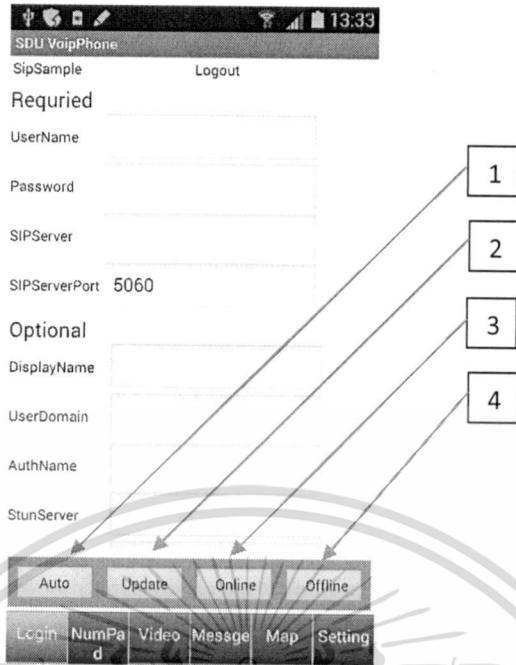 13:33
SDU VoipPhone
SipSample Logout
Requried
UserName
Password
SIPServer
SIPServerPort 5060
Optional
DisplayName
UserDomain
AuthName
StunServer
1
2
3
4
Auto Update Online Offline
Login NumPa
d Video Messge Map Setting